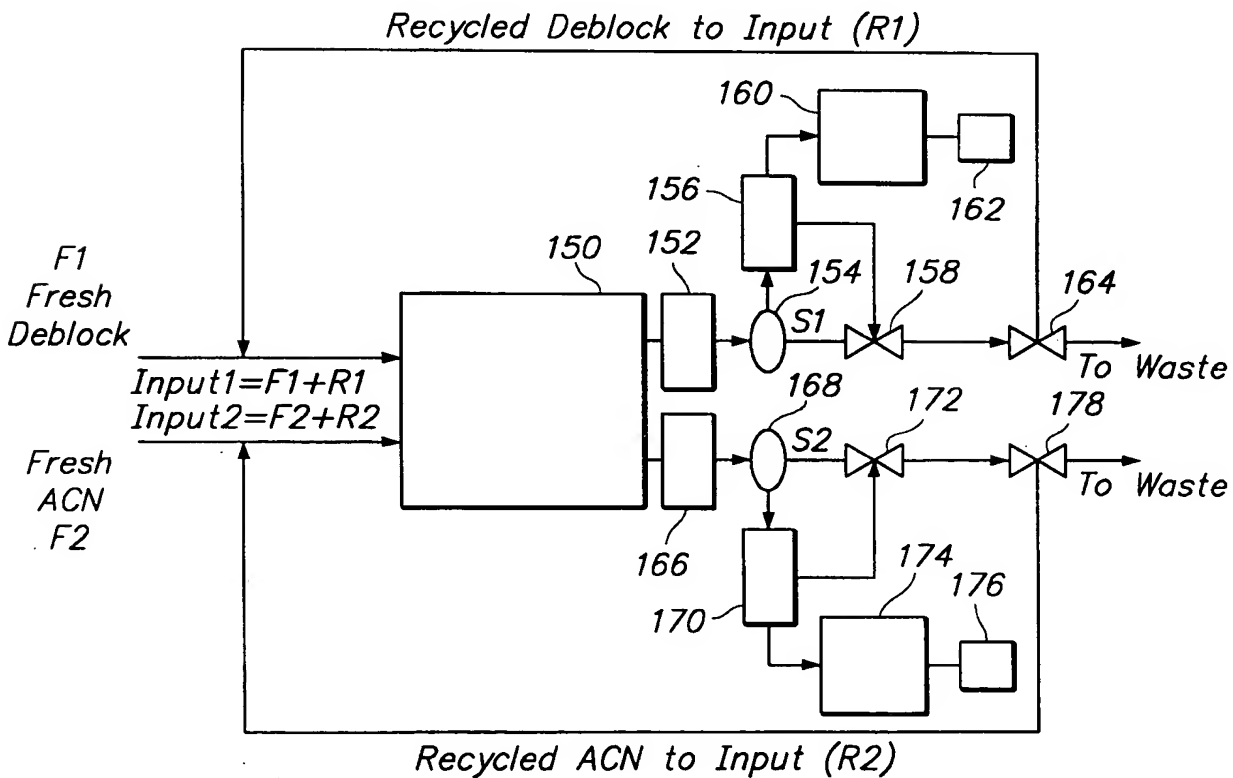 Recycled Deblock to Input (R1)
160
156
162
150
152
154
158
164
F1
Fresh
Deblock
S1
To Waste
Input1=F1+R1
Input2=F2+R2
168
172
178
S2
Fresh
ACN
F2
To Waste
166
174
176
170
Recycled ACN to Input (R2)